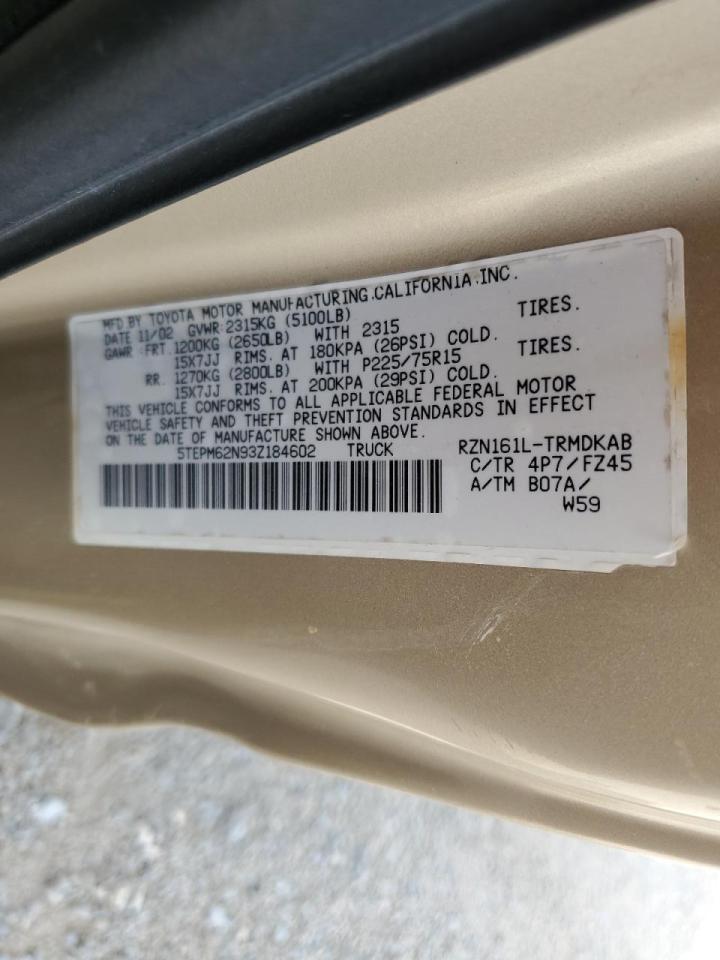 MFD BY TOYOTA MOTOR MANUFACTURING.CALIFORNIA.INC.
DATE 11/02 GVWR:2315KG (5100LB)
GAWR :FRT.1200KG (2650LB) WITH 2315 TIRES.
15X7JJ RIMS. AT 180KPA (26PSI) COLD.
RR. 1270KG (2800LB) WITH P225/75R15 TIRES.
15X7JJ RIMS. AT 200KPA (29PSI) COLD.
THIS VEHICLE CONFORMS TO ALL APPLICABLE FEDERAL MOTOR
VEHICLE SAFETY AND THEFT PREVENTION STANDARDS IN EFFECT
ON THE DATE OF MANUFACTURE SHOWN ABOVE.
5TEPM62N93Z184602 TRUCK RZN161L-TRMDKAB
C/TR 4P7/FZ45
A/TM B07A/
W59